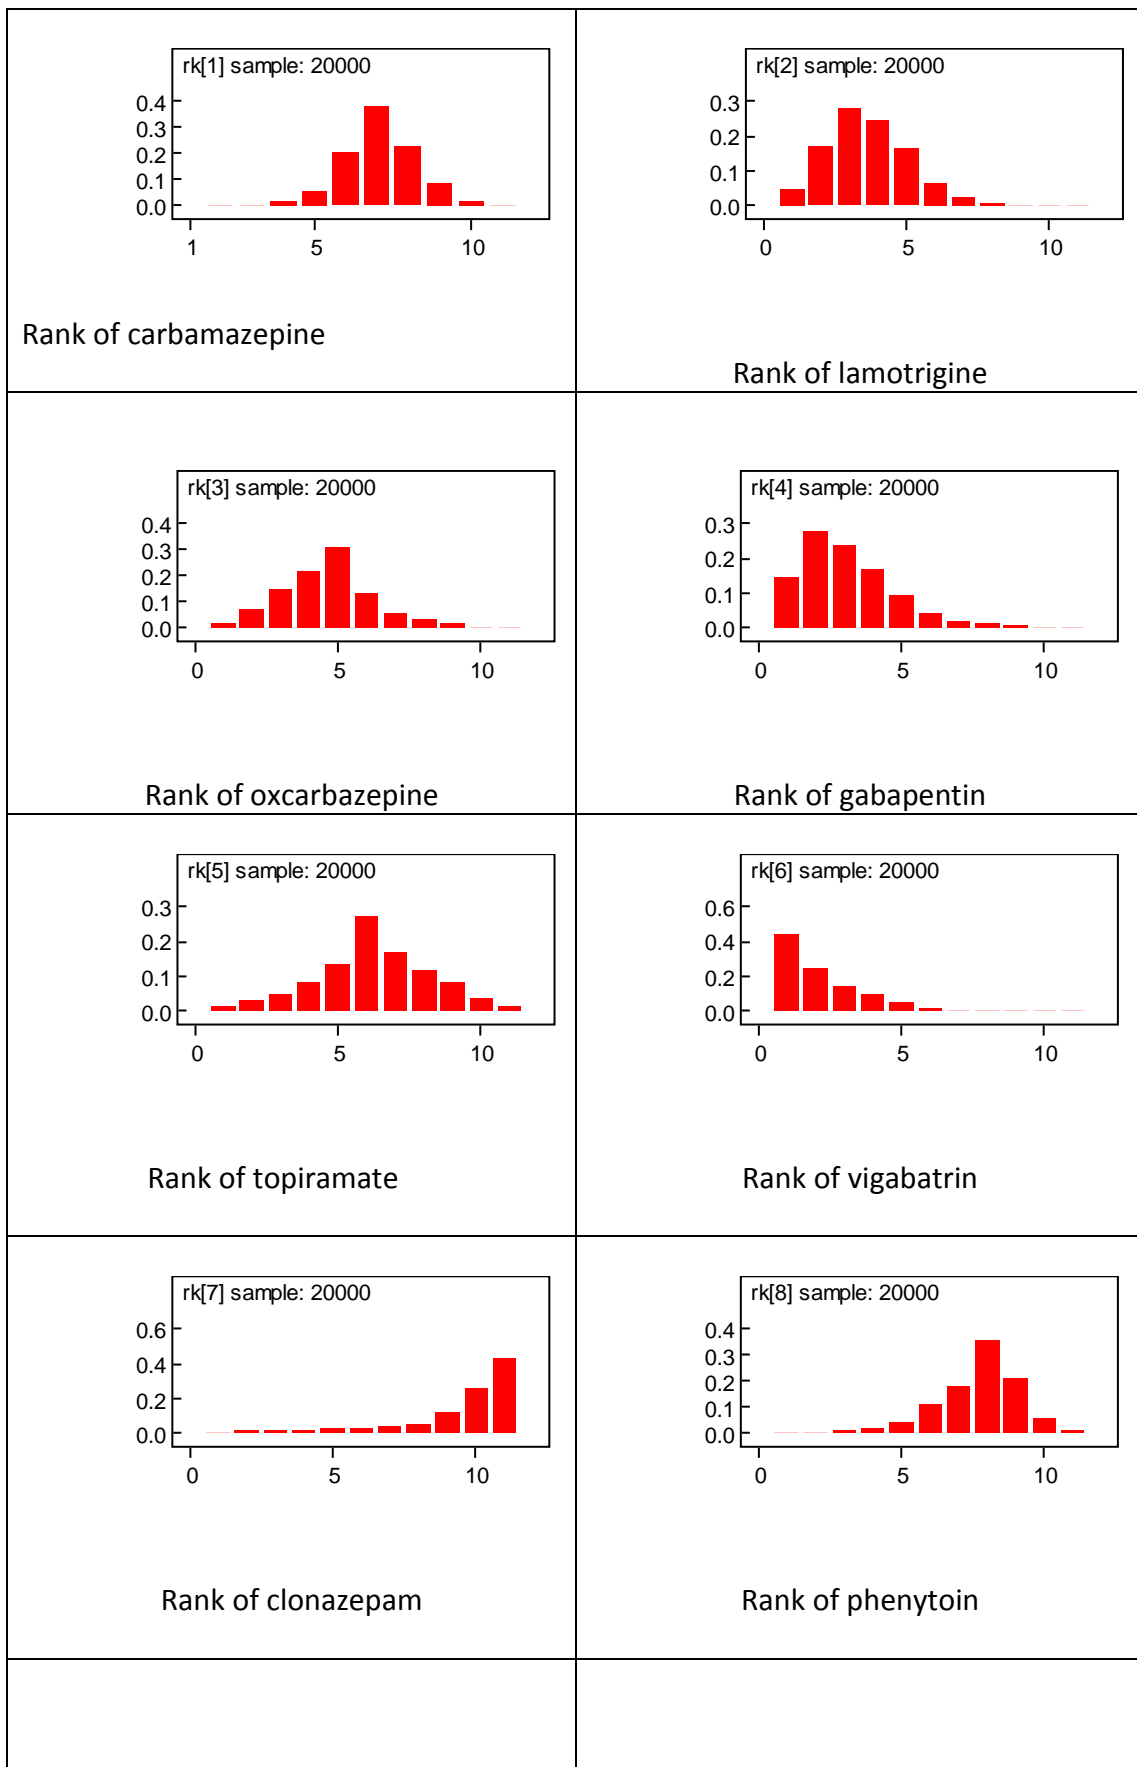 rk[1] sample: 20000
0.4
0.3
0.2
0.1
0.0
1 5 10
Rank of carbamazepine
rk[2] sample: 20000
0.3
0.2
0.1
0.0
0 5 10
Rank of lamotrigine
rk[3] sample: 20000
0.4
0.3
0.2
0.1
0.0
0 5 10
Rank of oxcarbazepine
rk[4] sample: 20000
0.3
0.2
0.1
0.0
0 5 10
Rank of gabapentin
rk[5] sample: 20000
0.3
0.2
0.1
0.0
0 5 10
Rank of topiramate
rk[6] sample: 20000
0.6
0.4
0.2
0.0
0 5 10
Rank of vigabatrin
rk[7] sample: 20000
0.6
0.4
0.2
0.0
0 5 10
Rank of clonazepam
rk[8] sample: 20000
0.4
0.3
0.2
0.1
0.0
0 5 10
Rank of phenytoin